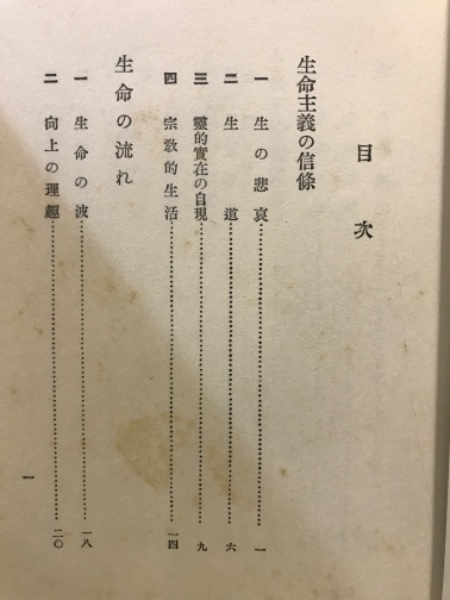 目次
生命主義の信條
一 生の悲哀……一
二 生道……六
三 靈的實在の自現……九
四 宗敎的生活……一四
生命の流れ
一 生命の波……一八
二 向上の理趣……二〇
一